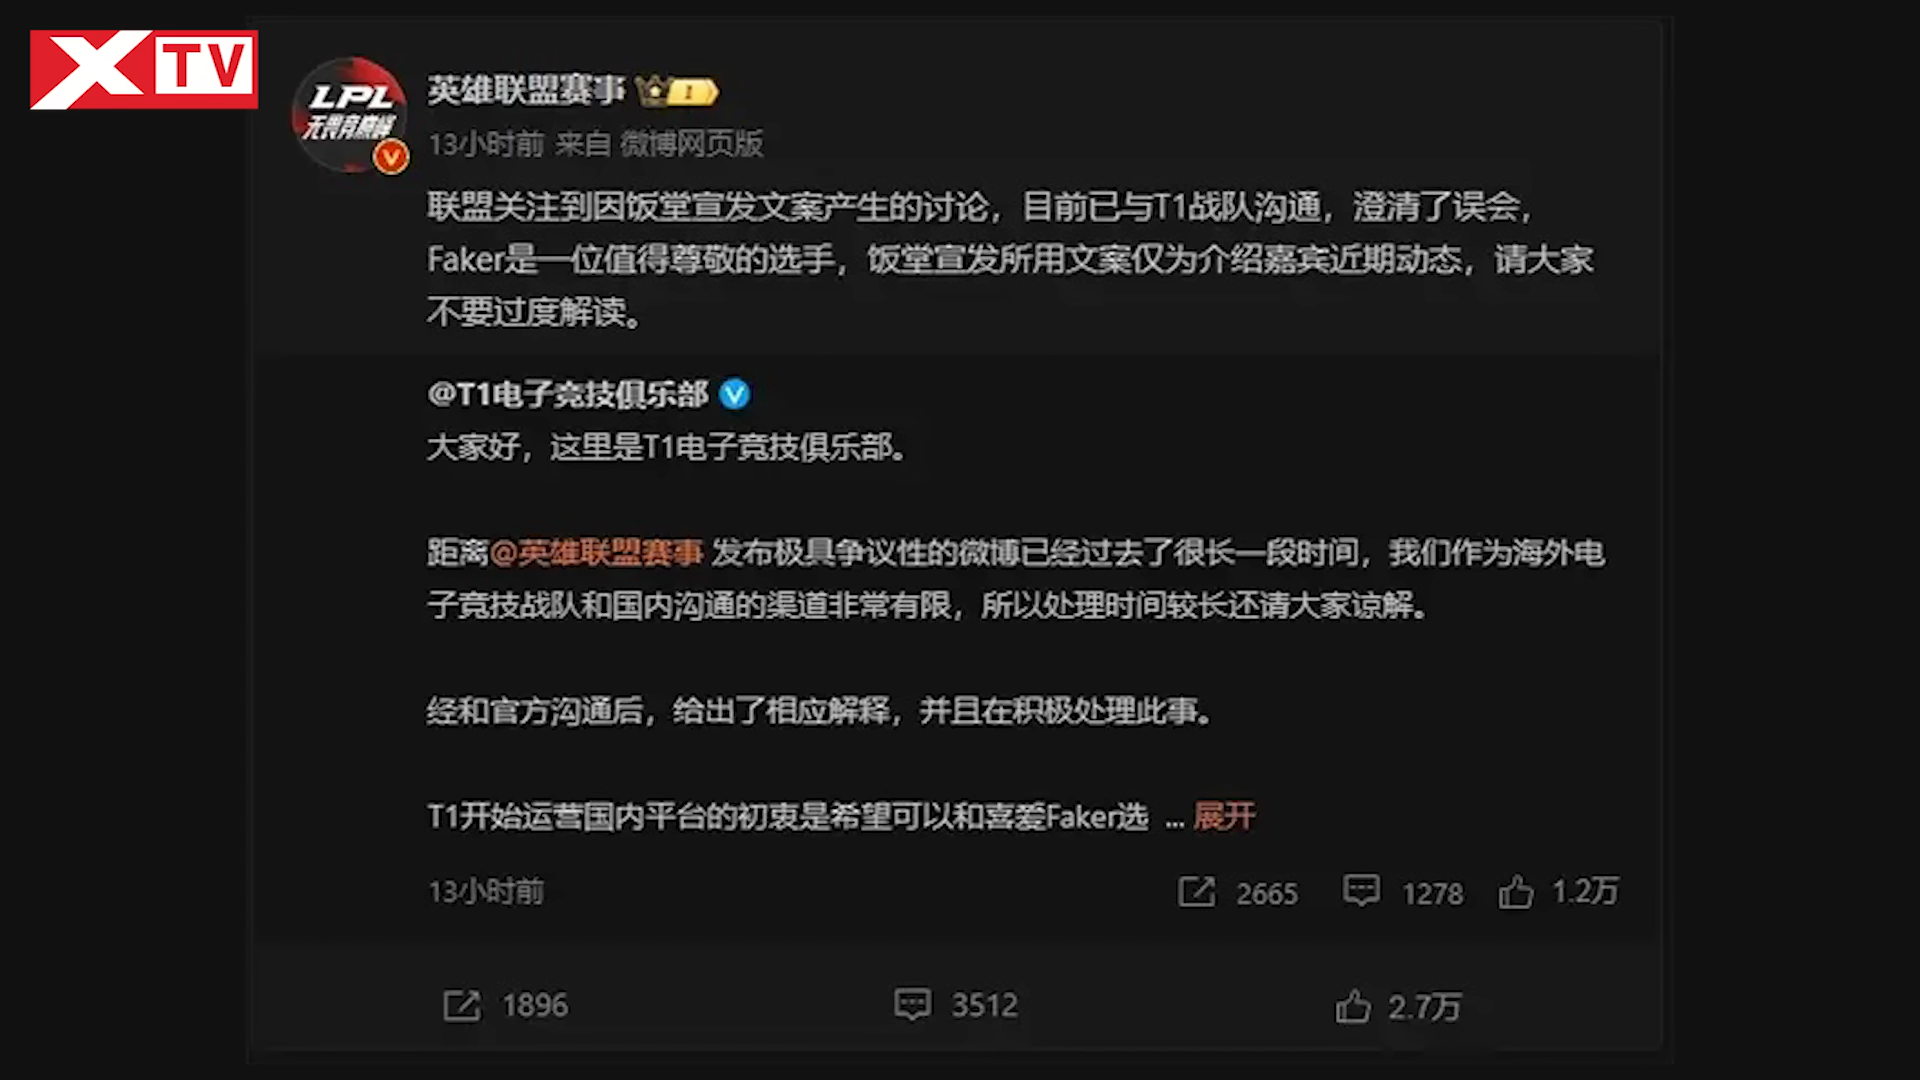 XTV
LPL
无畏竞巅峰
英雄联盟赛事
13小时前 来自 微博网页版
联盟关注到因饭堂宣发文案产生的讨论，目前已与T1战队沟通，澄清了误会，
Faker是一位值得尊敬的选手，饭堂宣发所用文案仅为介绍嘉宾近期动态，请大家
不要过度解读。
@T1电子竞技俱乐部
大家好，这里是T1电子竞技俱乐部。
距离@英雄联盟赛事 发布极具争议性的微博已经过去了很长一段时间，我们作为海外电
子竞技战队和国内沟通的渠道非常有限，所以处理时间较长还请大家谅解。
经和官方沟通后，给出了相应解释，并且在积极处理此事。
T1开始运营国内平台的初衷是希望可以和喜爱Faker选 ... 展开
13小时前 2665 1278 1.2万
1896 3512 2.7万